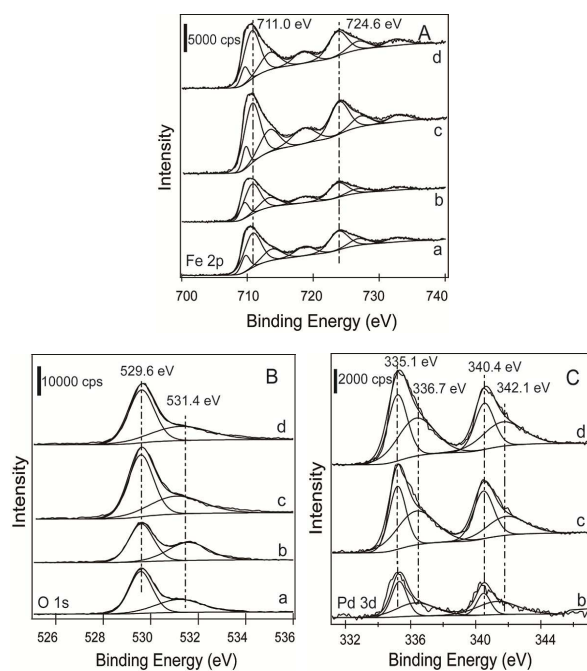 5000 cps
711.0 eV
724.6 eV
A
d
c
b
a
Fe 2p
Intensity
700 710 720 730 740
Binding Energy (eV)
10000 cps
529.6 eV
531.4 eV
B
d
c
b
a
O 1s
Intensity
526 528 530 532 534 536
Binding Energy (eV)
2000 cps
335.1 eV
336.7 eV
340.4 eV
342.1 eV
C
d
c
b
Pd 3d
Intensity
332 336 340 344
Binding Energy (eV)